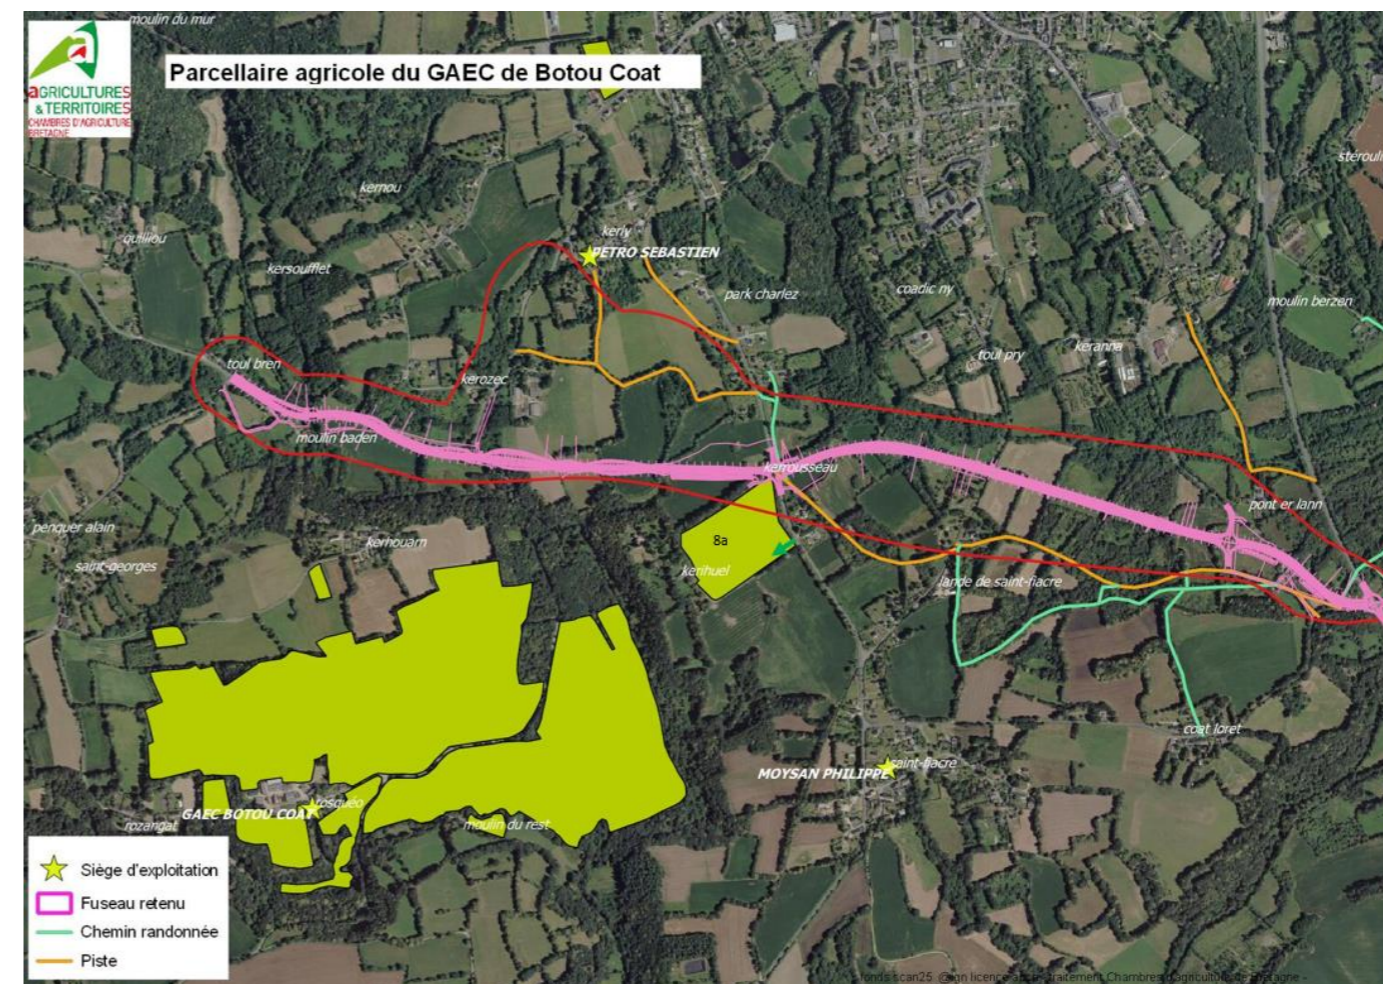 moulin du mur
AGRICULTURES
& TERRITOIRES
CHAMBRES D'AGRICULTURE
BRETAGNE
Parcellaire agricole du GAEC de Botou Coat
kernou
quilliou
kersoufflet
kerly
PETRO SEBASTIEN
park charlez
coadic ny
moulin berzen
toul bren
kerozec
toul pry
keranna
moulin baden
kerrousseau
pont er lann
penquer alain
saint-georges
kerhouarn
8a
kerihuel
lande de saint-fiacre
coat loret
saint-fiacre
MOYSAN PHILIPPE
rosquéo
GAEC BOTOU COAT
rozangat
moulin du rest
Siège d'exploitation
Fuseau retenu
Chemin randonnée
Piste